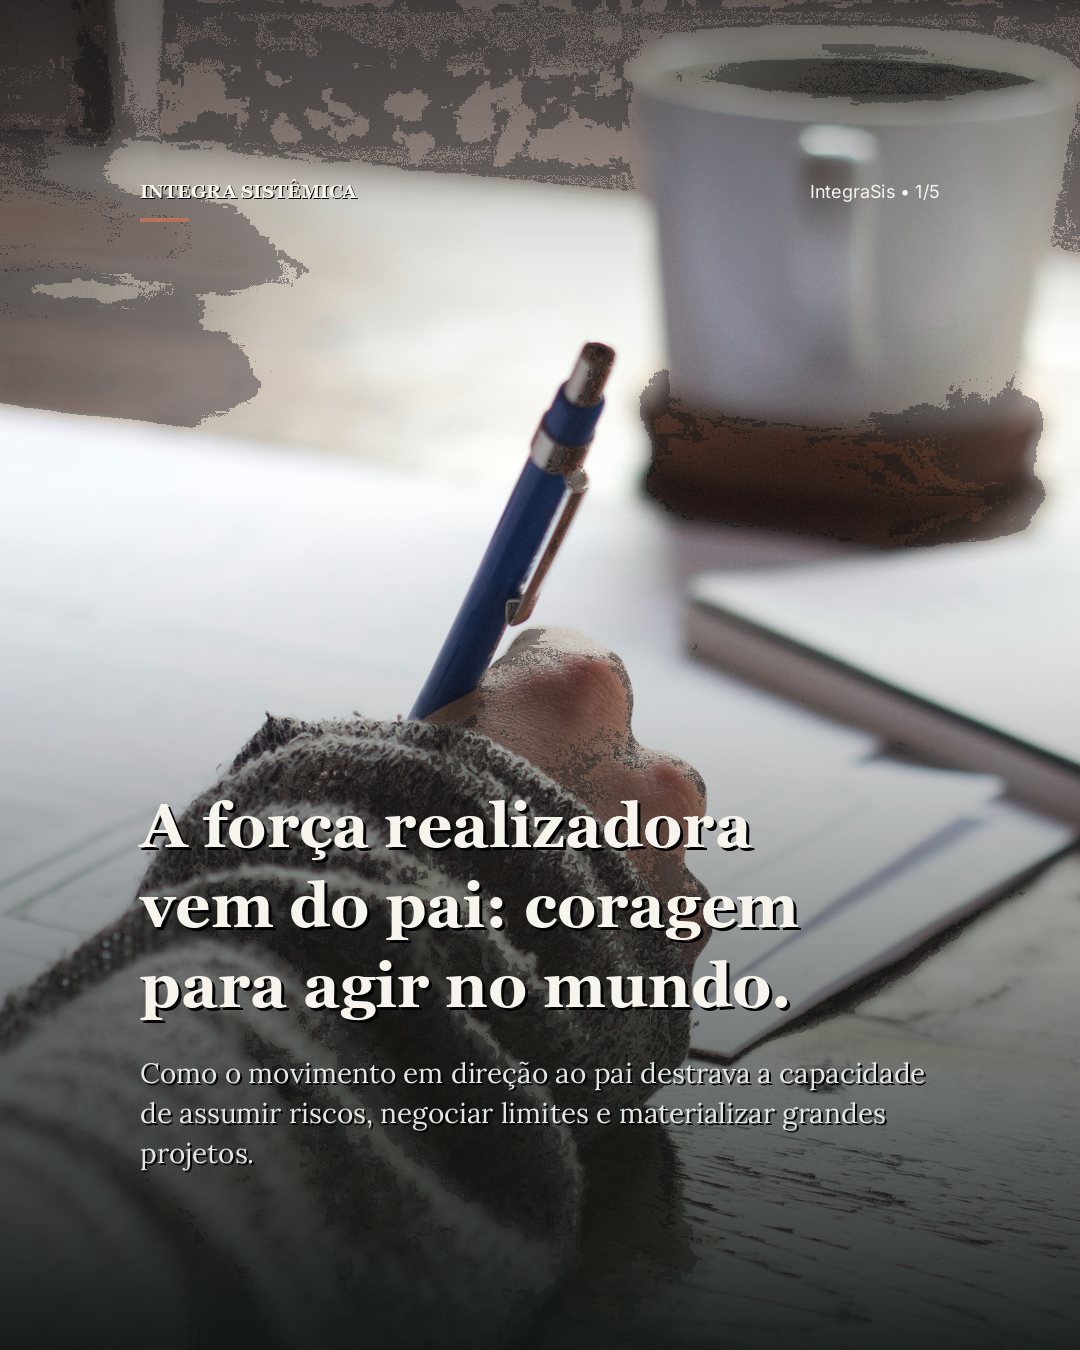 INTEGRA SISTÊMICA
IntegraSis • 1/5
A força realizadora
vem do pai: coragem
para agir no mundo.
Como o movimento em direção ao pai destrava a capacidade
de assumir riscos, negociar limites e materializar grandes
projetos.